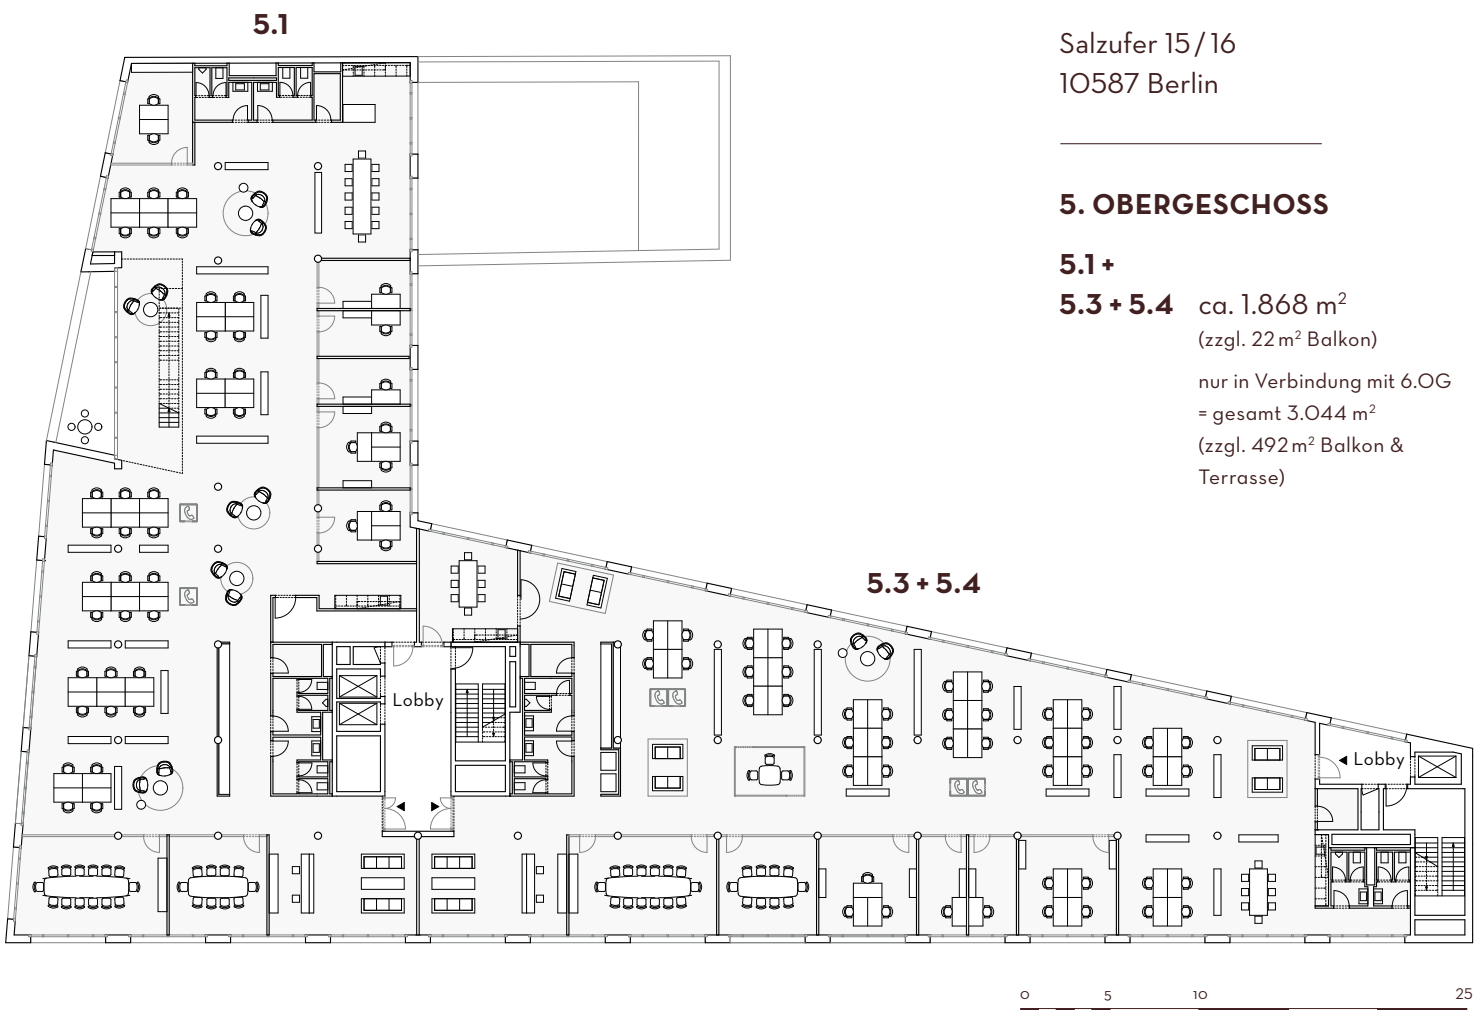 5.1
Salzufer 15 / 16
10587 Berlin
5. OBERGESCHOSS
5.1 +
5.3 + 5.4 ca. 1.868 m²
(zzgl. 22 m² Balkon)
nur in Verbindung mit 6.OG
= gesamt 3.044 m²
(zzgl. 492 m² Balkon &
Terrasse)
5.3 + 5.4
Lobby
Lobby
0 5 10 25